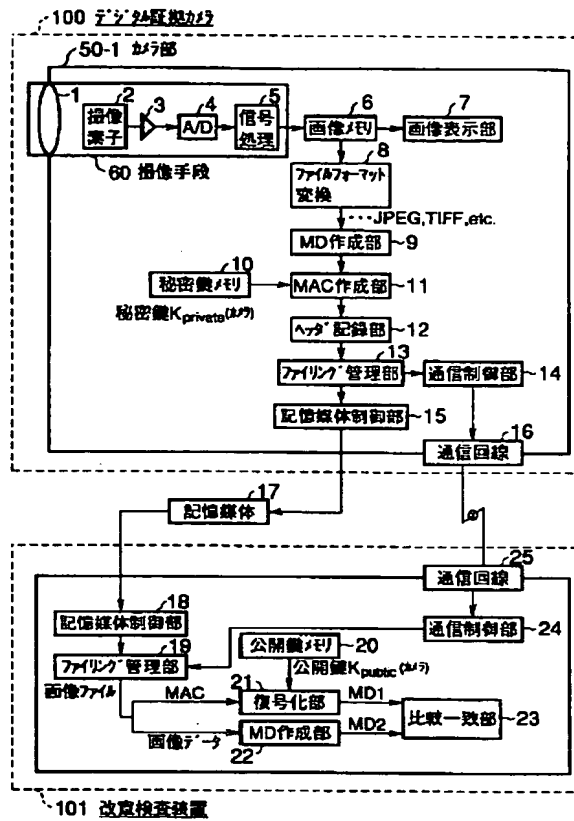 100 デジタル証拠カメラ
50-1 カメラ部
1
2
3
4
5
6
7
撮像
素子
A/D
信号
処理
画像メモリ
画像表示部
60 撮像手段
8
ファイルフォーマット
変換
・・・JPEG,TIFF,etc.
MD作成部
9
10
秘密鍵メモリ
MAC作成部
11
秘密鍵Kprivate(カメラ)
ヘッダ記録部
12
13
ファイリング管理部
通信制御部
14
記憶媒体制御部
15
16
通信回線
17
記憶媒体
25
通信回線
18
記憶媒体制御部
通信制御部
24
19
ファイリング管理部
公開鍵メモリ
20
画像ファイル
公開鍵Kpublic(カメラ)
MAC
21
復号化部
MD1
比較一致部
23
画像データ
MD作成部
MD2
22
101 改竄検査装置